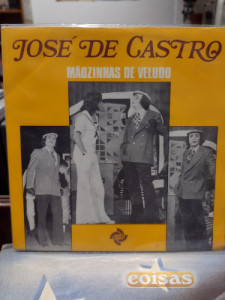 JOSÉ DE CASTRO
MÃOZINHAS DE VELUDO
coisas